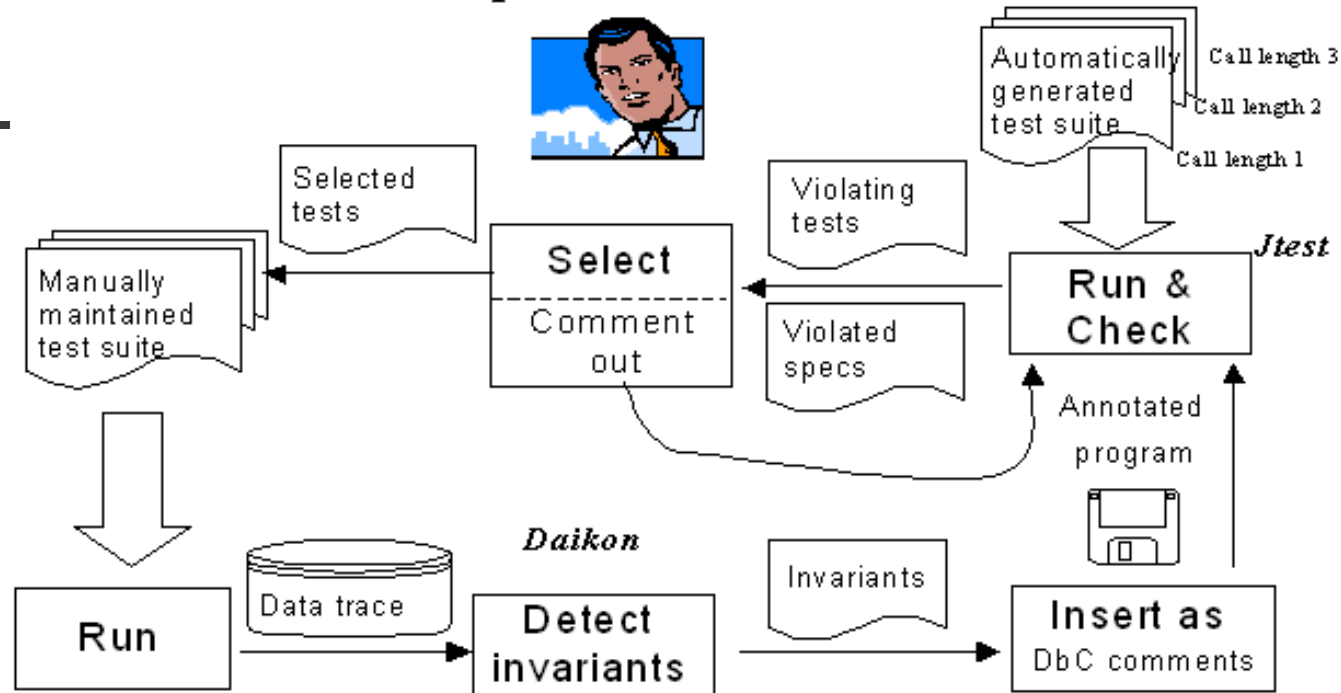 Automatically
generated
test suite
Call length 3
Call length 2
Call length 1
Selected
tests
Violating
tests
Select
Comment
out
Jtest
Run &
Check
Manually
maintained
test suite
Violated
specs
Annotated
program
Daikon
Run
Data trace
Detect
invariants
Invariants
Insert as
DbC comments